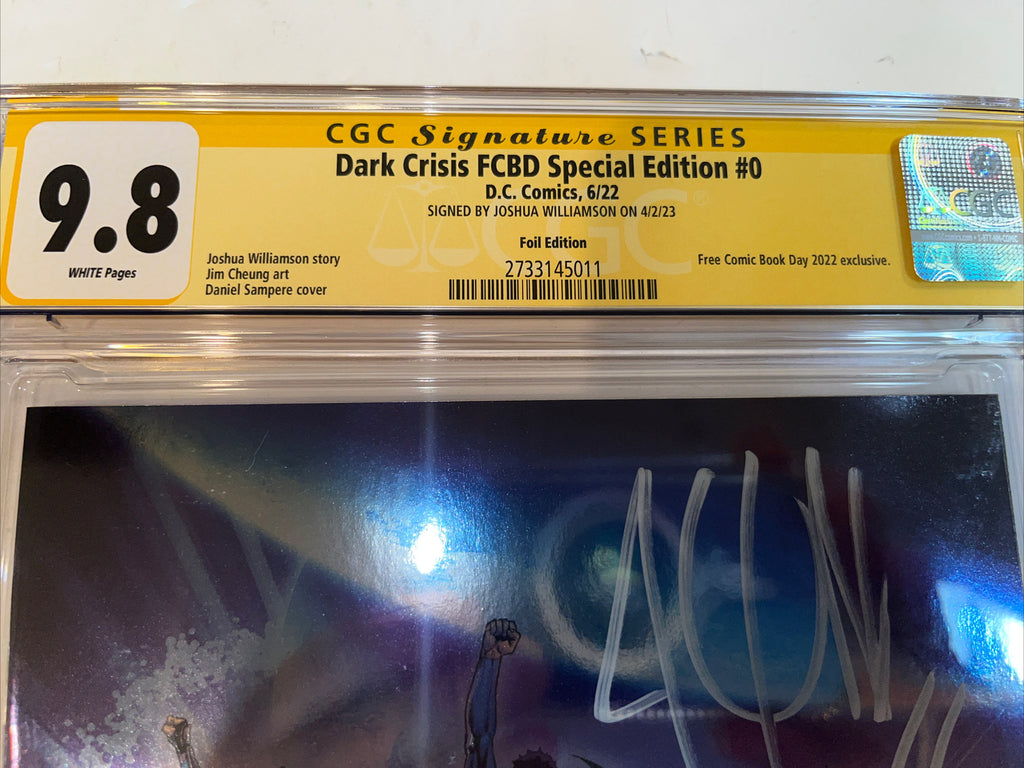 CGC Signature SERIES
Dark Crisis FCBD Special Edition #0
D.C. Comics, 6/22
SIGNED BY JOSHUA WILLIAMSON ON 4/2/23
Foil Edition
2733145011
9.8
WHITE Pages
Joshua Williamson story
Jim Cheung art
Daniel Sampere cover
Free Comic Book Day 2022 exclusive.
CGC
CGC®